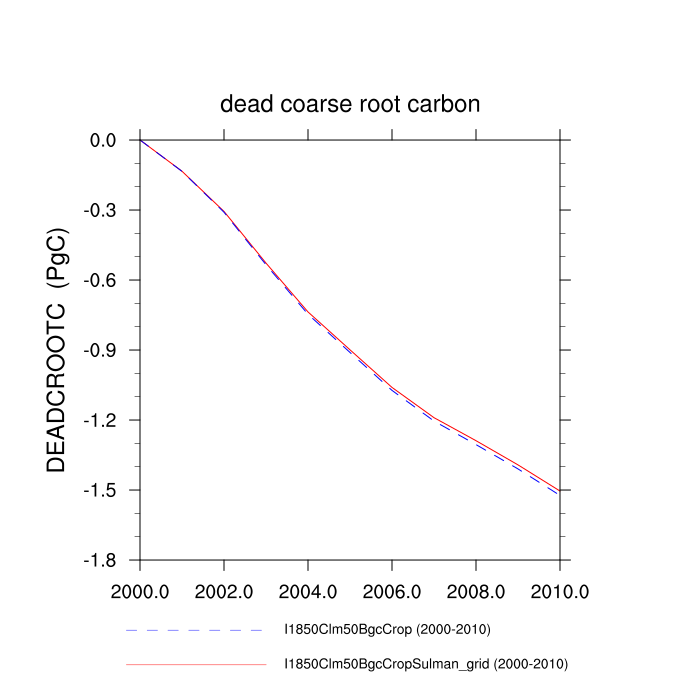 dead coarse root carbon
DEADCROOTC (PgC)
0.0
-0.3
-0.6
-0.9
-1.2
-1.5
-1.8
2000.0 2002.0 2004.0 2006.0 2008.0 2010.0
I1850Clm50BgcCrop (2000-2010)
I1850Clm50BgcCropSulman_grid (2000-2010)